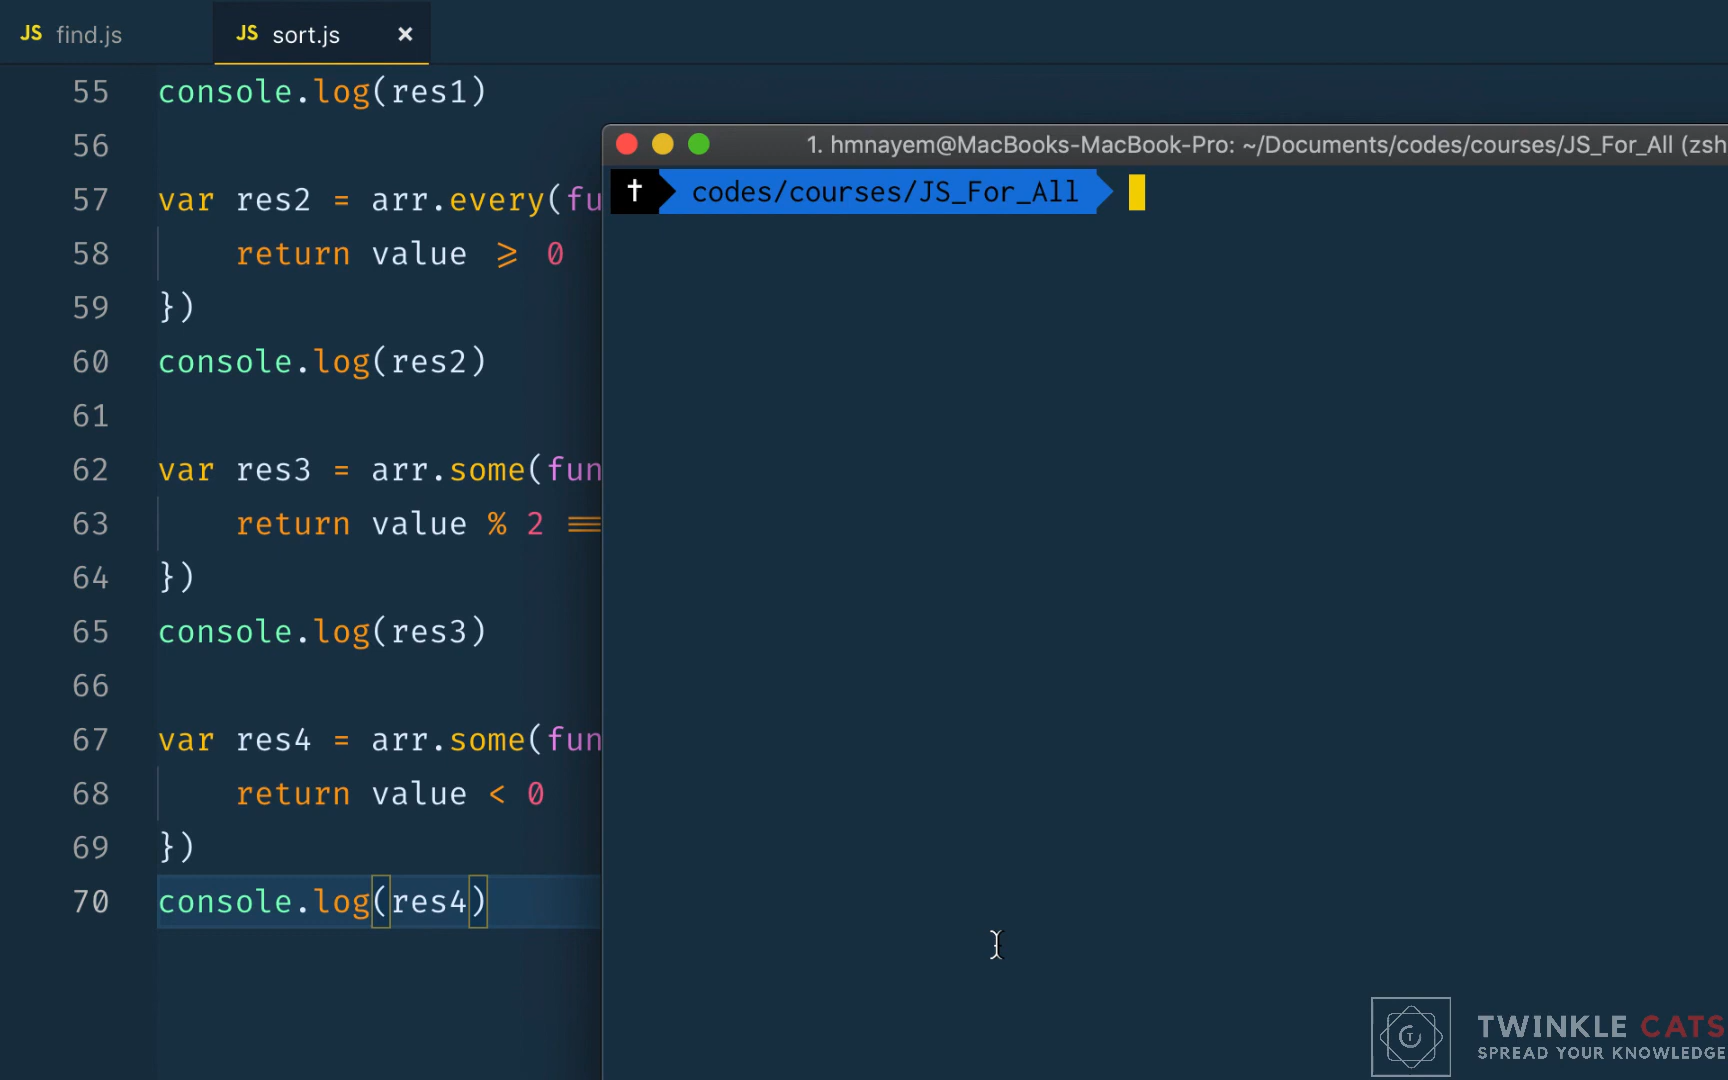 JS find.js
JS sort.js ×
55 console.log(res1)
56
57 var res2 = arr.every(fu
58 return value >= 0
59 })
60 console.log(res2)
61
62 var res3 = arr.some(fun
63 return value % 2 ===
64 })
65 console.log(res3)
66
67 var res4 = arr.some(fun
68 return value < 0
69 })
70 console.log(res4)
1. hmnayem@MacBooks-MacBook-Pro: ~/Documents/codes/courses/JS_For_All (zsh
† codes/courses/JS_For_All
TWINKLE CATS
SPREAD YOUR KNOWLEDGE